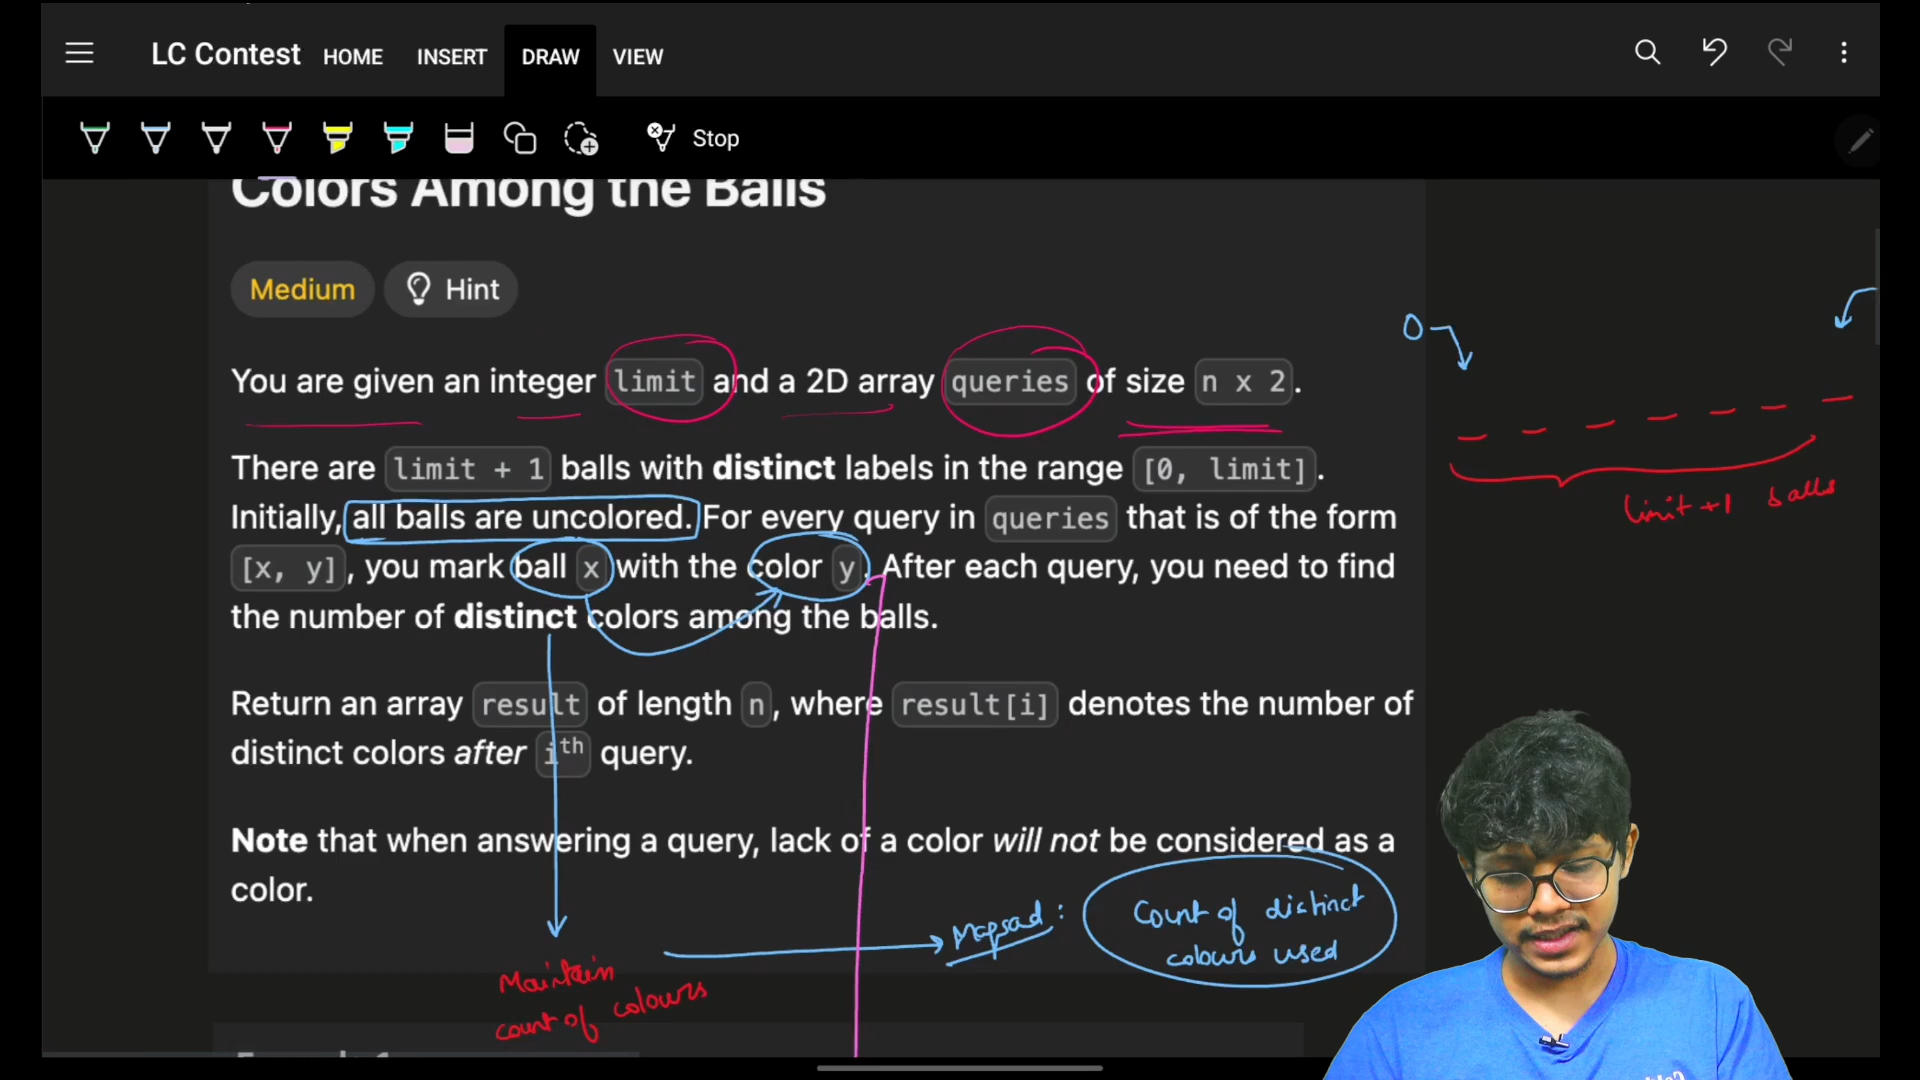 LC Contest HOME INSERT DRAW VIEW
Stop
Colors Among the Balls
Medium Hint
You are given an integer limit and a 2D array queries of size n x 2.
There are limit + 1 balls with distinct labels in the range [0, limit].
Initially, all balls are uncolored. For every query in queries that is of the form
[x, y], you mark ball x with the color y. After each query, you need to find
the number of distinct colors among the balls.
Return an array result of length n, where result[i] denotes the number of
distinct colors after ith query.
Note that when answering a query, lack of a color will not be considered as a
color.
0
limit +1 balls
Maqsad: Count of distinct
colours used
Maintain
count of colours